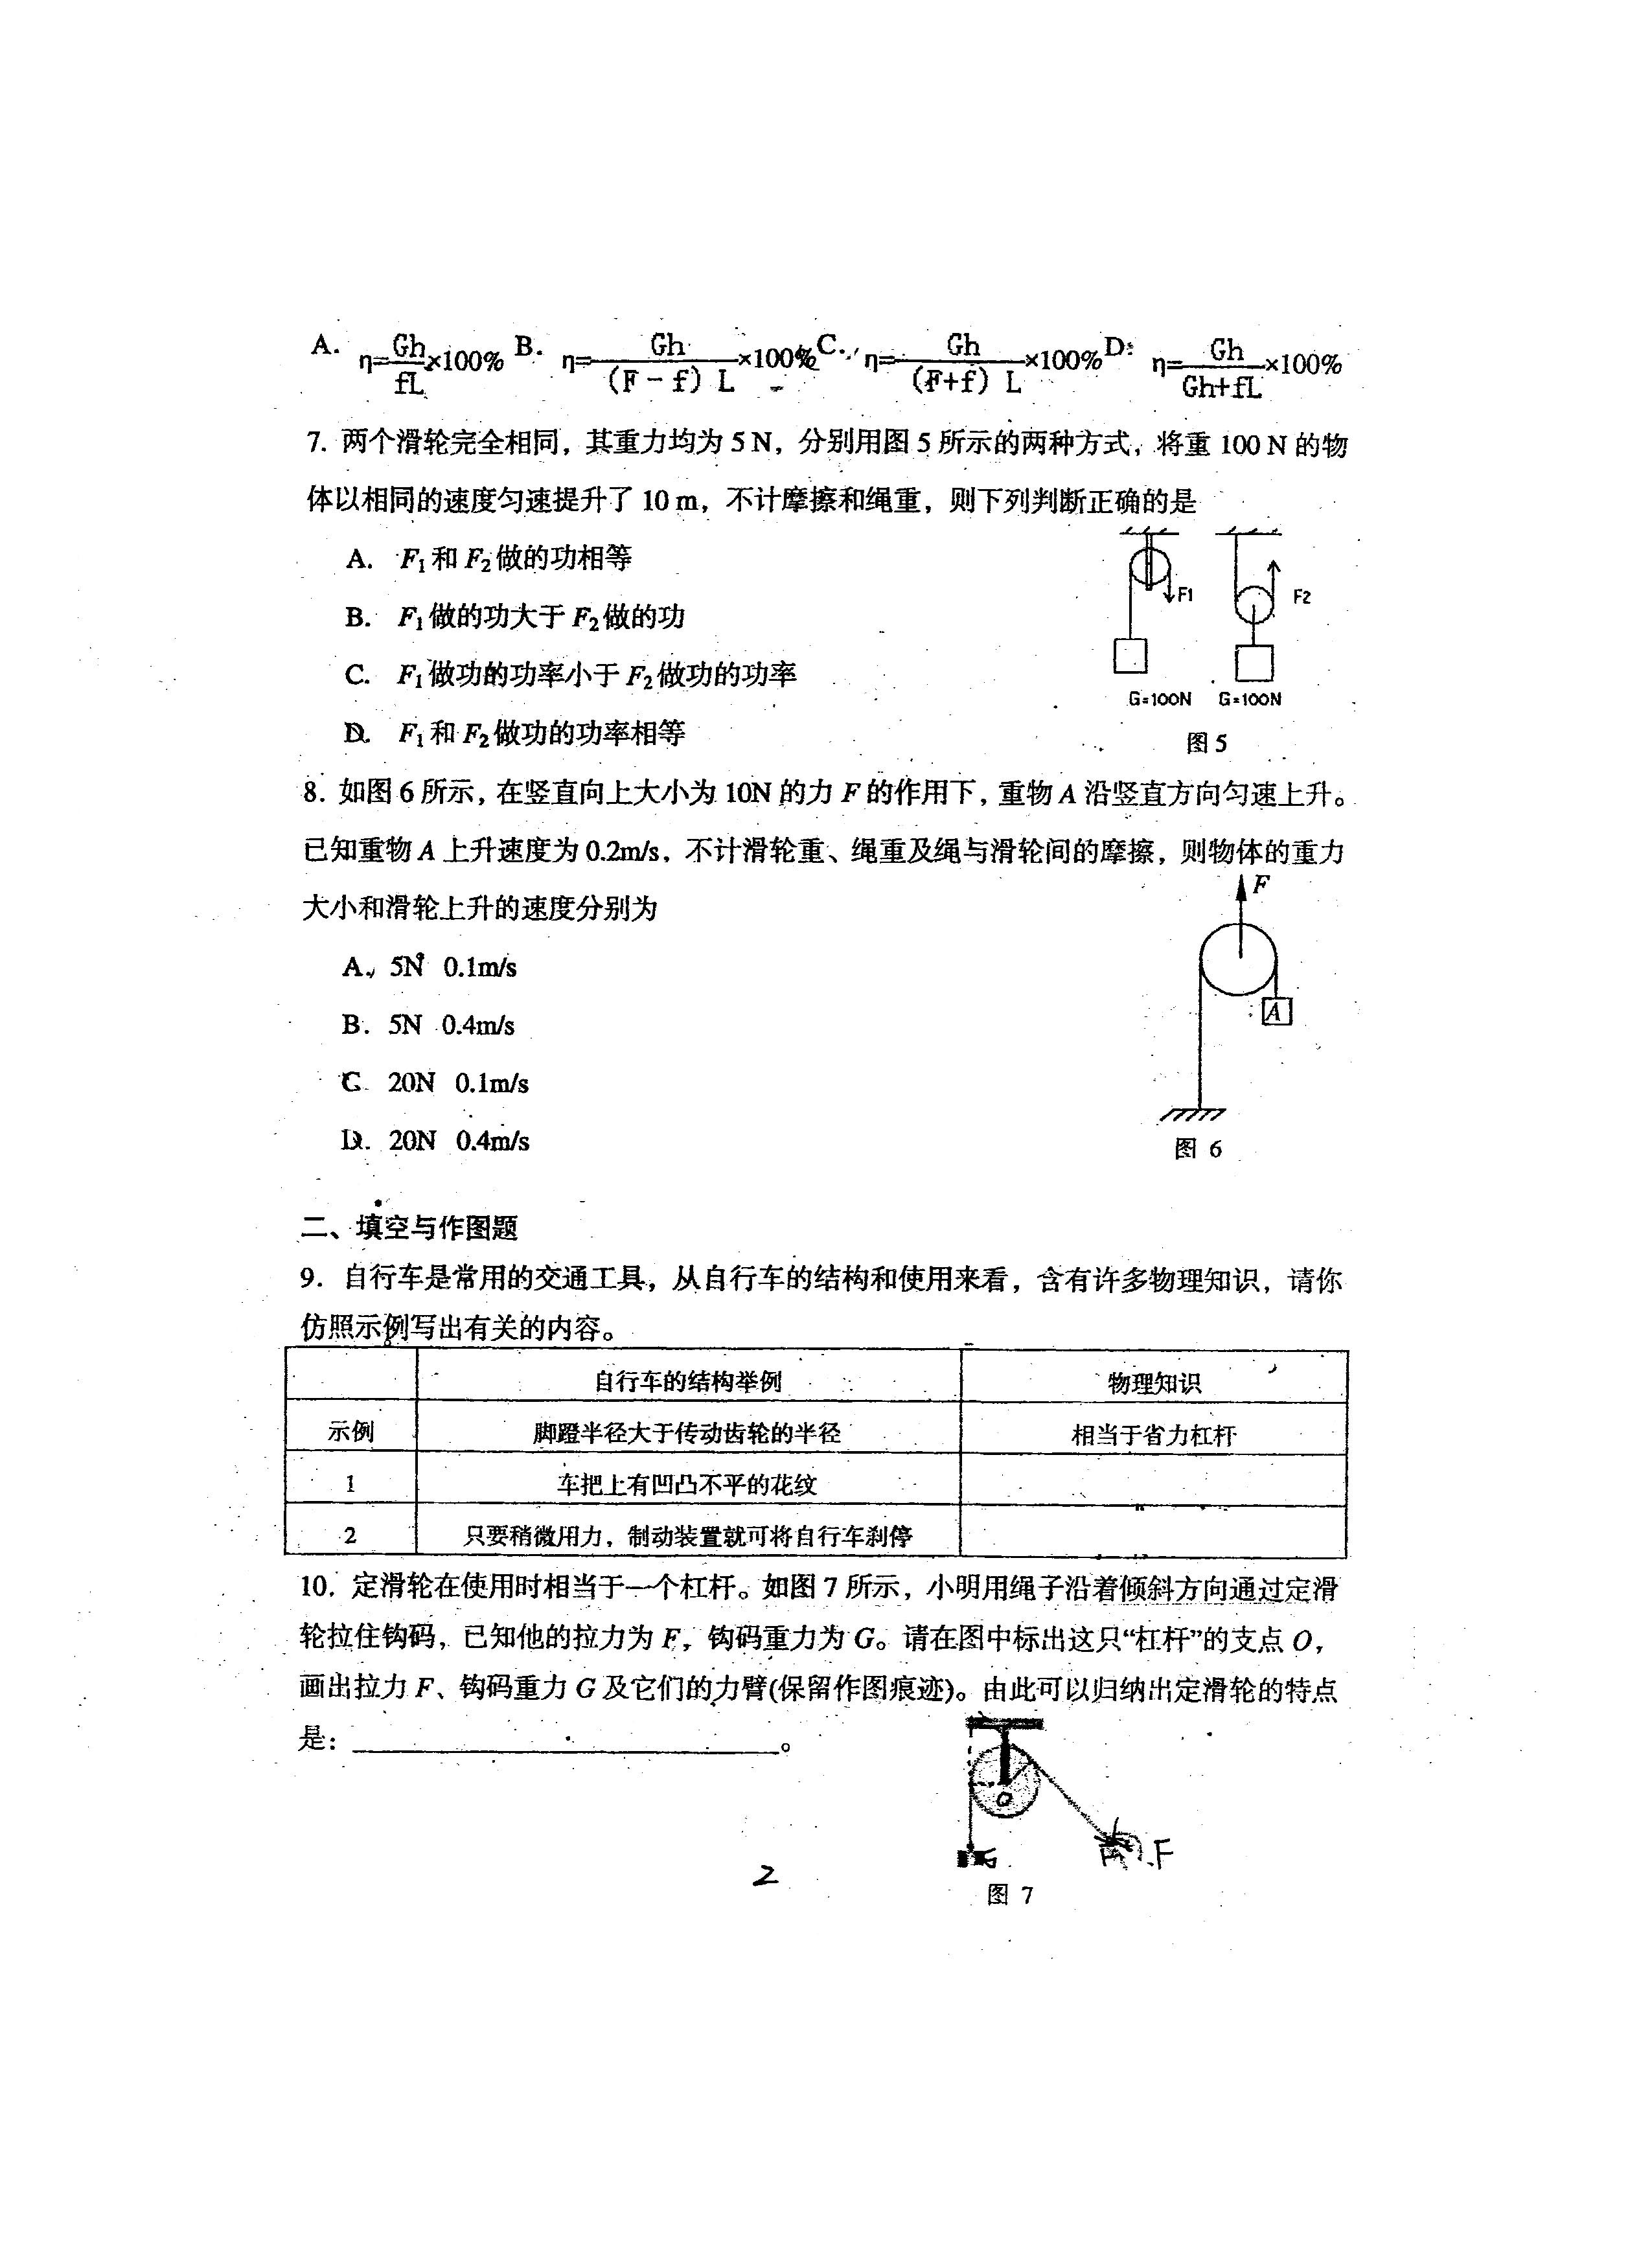 A. η=Gh/fL×100% B. η=Gh/(F-f)L×100% C. η=Gh/(F+f)L×100% D. η=Gh/Gh+fL×100%
7. 两个滑轮完全相同，其重力均为 5 N，分别用图 5 所示的两种方式，将重 100 N 的物
体以相同的速度匀速提升了 10 m，不计摩擦和绳重，则下列判断正确的是
A. F₁和 F₂做的功相等
B. F₁做的功大于 F₂做的功
C. F₁做功的功率小于 F₂做功的功率
D. F₁和 F₂做功的功率相等
F1 F2
G=100N G=100N
图 5
8. 如图 6 所示，在竖直向上大小为 10N 的力 F 的作用下，重物 A 沿竖直方向匀速上升。
已知重物 A 上升速度为 0.2m/s，不计滑轮重、绳重及绳与滑轮间的摩擦，则物体的重力
大小和滑轮上升的速度分别为
A. 5N 0.1m/s
B. 5N 0.4m/s
C. 20N 0.1m/s
D. 20N 0.4m/s
F
A
图 6
二、填空与作图题
9. 自行车是常用的交通工具，从自行车的结构和使用来看，含有许多物理知识，请你
仿照示例写出有关的内容。
自行车的结构举例 物理知识
示例 脚蹬半径大于传动齿轮的半径 相当于省力杠杆
1 车把上有凹凸不平的花纹
2 只要稍微用力，制动装置就可将自行车刹停
10. 定滑轮在使用时相当于一个杠杆。如图 7 所示，小明用绳子沿着倾斜方向通过定滑
轮拉住钩码，已知他的拉力为 F，钩码重力为 G。请在图中标出这只“杠杆”的支点 O，
画出拉力 F、钩码重力 G 及它们的力臂(保留作图痕迹)。由此可以归纳出定滑轮的特点
是：。
O
F
图 7
2